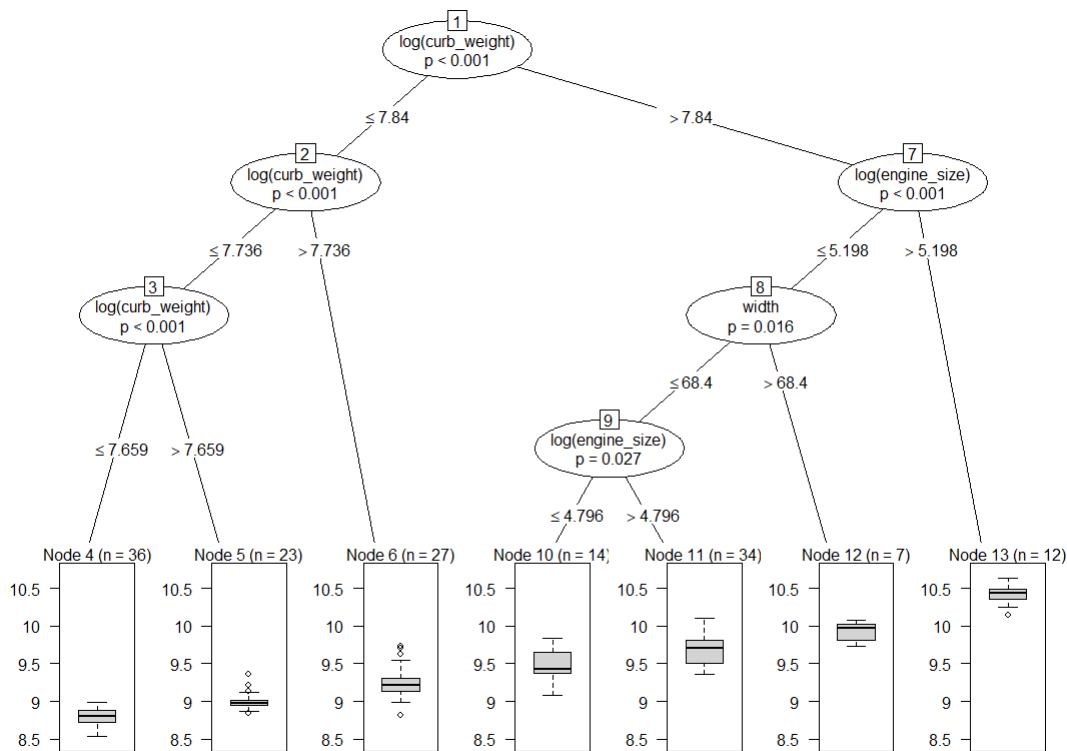 1
log(curb_weight)
p < 0.001
≤ 7.84
> 7.84
2
log(curb_weight)
p < 0.001
7
log(engine_size)
p < 0.001
≤ 7.736
> 7.736
≤ 5.198
> 5.198
3
log(curb_weight)
p < 0.001
8
width
p = 0.016
≤ 68.4
> 68.4
9
log(engine_size)
p = 0.027
≤ 7.659
> 7.659
≤ 4.796
> 4.796
Node 4 (n = 36)
8.5
9
9.5
10
10.5
Node 5 (n = 23)
8.5
9
9.5
10
10.5
Node 6 (n = 27)
8.5
9
9.5
10
10.5
Node 10 (n = 14)
8.5
9
9.5
10
10.5
Node 11 (n = 34)
8.5
9
9.5
10
10.5
Node 12 (n = 7)
8.5
9
9.5
10
10.5
Node 13 (n = 12)
8.5
9
9.5
10
10.5